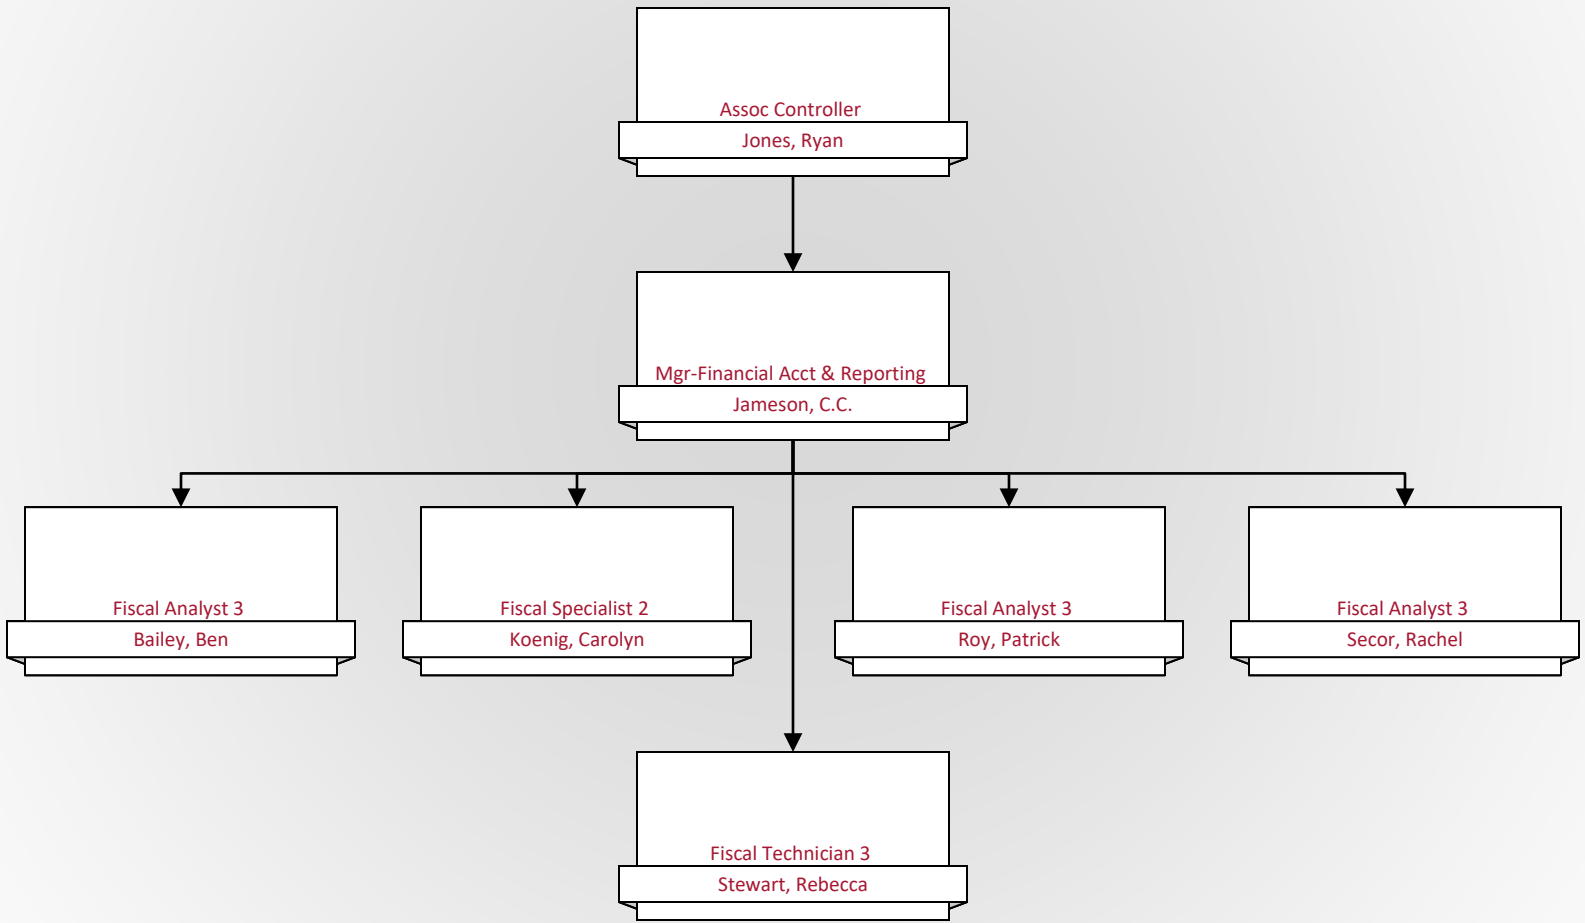 Assoc Controller
Jones, Ryan
Mgr-Financial Acct & Reporting
Jameson, C.C.
Fiscal Analyst 3
Bailey, Ben
Fiscal Specialist 2
Koenig, Carolyn
Fiscal Analyst 3
Roy, Patrick
Fiscal Analyst 3
Secor, Rachel
Fiscal Technician 3
Stewart, Rebecca